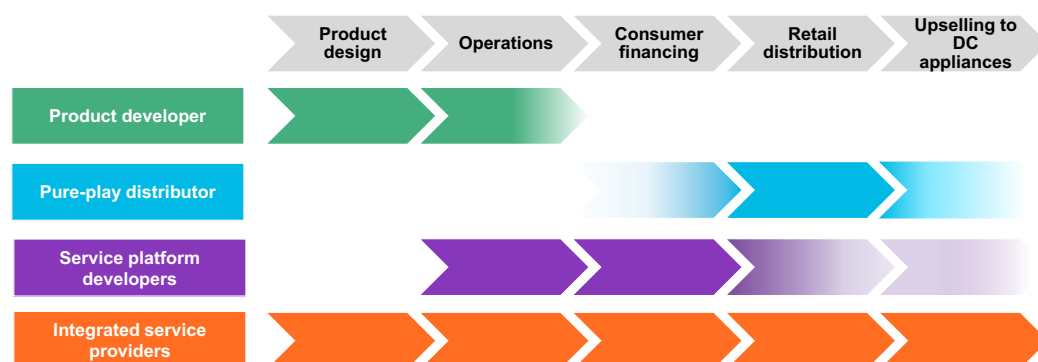 Product
design
Operations
Consumer
financing
Retail
distribution
Upselling to
DC
appliances
Product developer
Pure-play distributor
Service platform
developers
Integrated service
providers